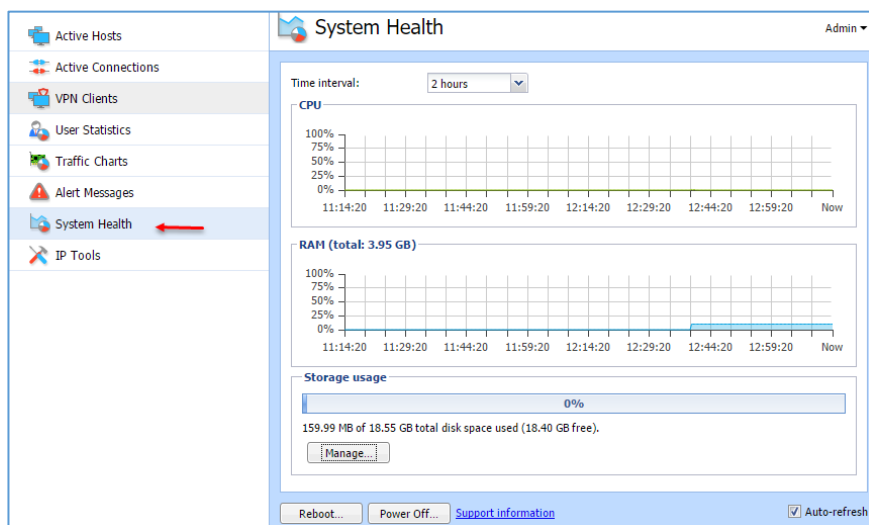 System Health
Admin
Active Hosts
Active Connections
VPN Clients
User Statistics
Traffic Charts
Alert Messages
System Health
IP Tools
Time interval: 2 hours
CPU
100%
75%
50%
25%
0%
11:14:20 11:29:20 11:44:20 11:59:20 12:14:20 12:29:20 12:44:20 12:59:20 Now
RAM (total: 3.95 GB)
100%
75%
50%
25%
0%
11:14:20 11:29:20 11:44:20 11:59:20 12:14:20 12:29:20 12:44:20 12:59:20 Now
Storage usage
0%
159.99 MB of 18.55 GB total disk space used (18.40 GB free).
Manage...
Reboot... Power Off... Support information Auto-refresh